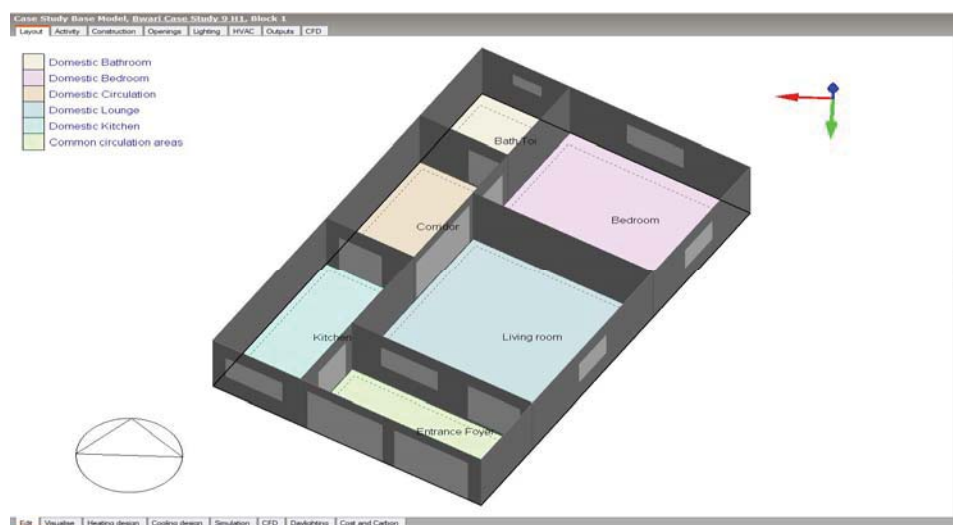 Case Study Base Model, Bwari Case Study 9 H1, Block 1
Layout Activity Construction Openings Lighting HVAC Outputs CFD
Domestic Bathroom
Domestic Bedroom
Domestic Circulation
Domestic Lounge
Domestic Kitchen
Common circulation areas
Bath Toi
Bedroom
Corridor
Kitchen
Living room
Entrance Foyer
Edit Visualise Heating design Cooling design Simulation CFD Daylighting Cost and Carbon